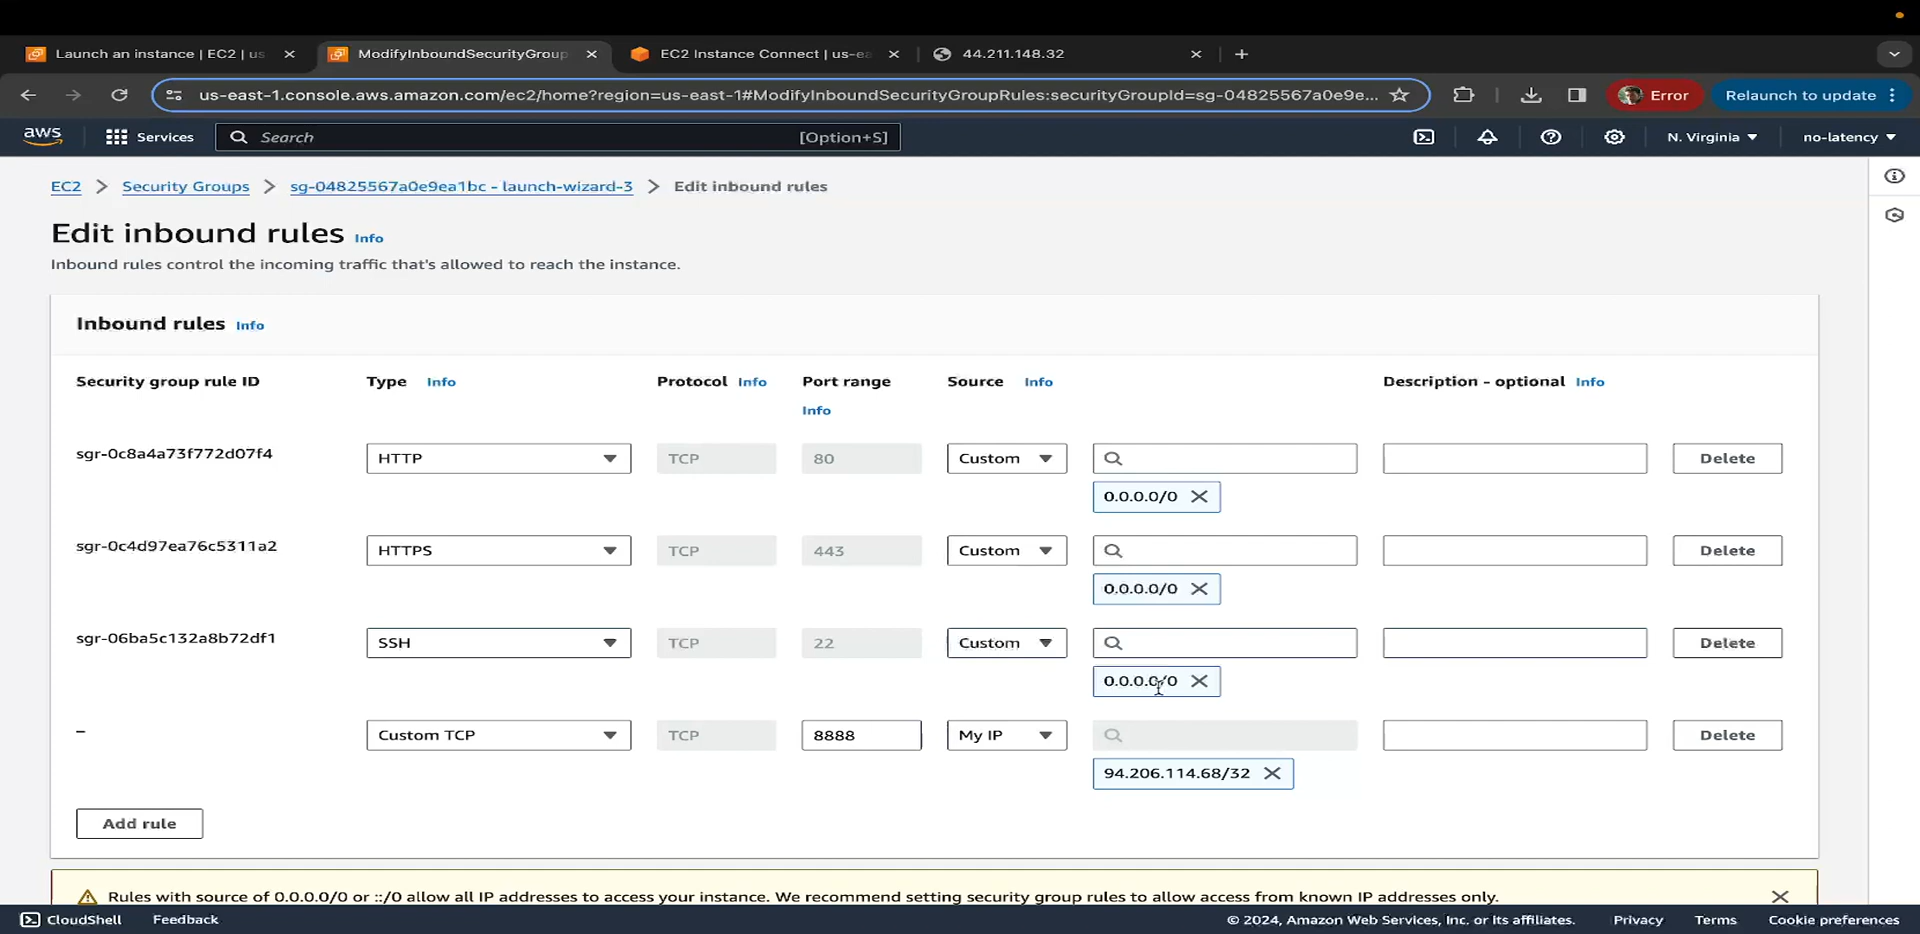 Launch an instance | EC2 | us
ModifyInboundSecurityGroup
EC2 Instance Connect | us-ea
44.211.148.32
us-east-1.console.aws.amazon.com/ec2/home?region=us-east-1#ModifyInboundSecurityGroupRules:securityGroupId=sg-04825567a0e9e...
Error
Relaunch to update
aws
Services
Search
[Option+S]
N. Virginia
no-latency
EC2 > Security Groups > sg-04825567a0e9ea1bc - launch-wizard-3 > Edit inbound rules
Edit inbound rules Info
Inbound rules control the incoming traffic that's allowed to reach the instance.
Inbound rules Info
Security group rule ID Type Info Protocol Info Port range Info Source Info Description - optional Info
sgr-0c8a4a73f772d07f4 HTTP TCP 80 Custom Delete
0.0.0.0/0
sgr-0c4d97ea76c5311a2 HTTPS TCP 443 Custom Delete
0.0.0.0/0
sgr-06ba5c132a8b72df1 SSH TCP 22 Custom Delete
0.0.0.0/0
– Custom TCP TCP 8888 My IP Delete
94.206.114.68/32
Add rule
Rules with source of 0.0.0.0/0 or ::/0 allow all IP addresses to access your instance. We recommend setting security group rules to allow access from known IP addresses only.
CloudShell Feedback © 2024, Amazon Web Services, Inc. or its affiliates. Privacy Terms Cookie preferences